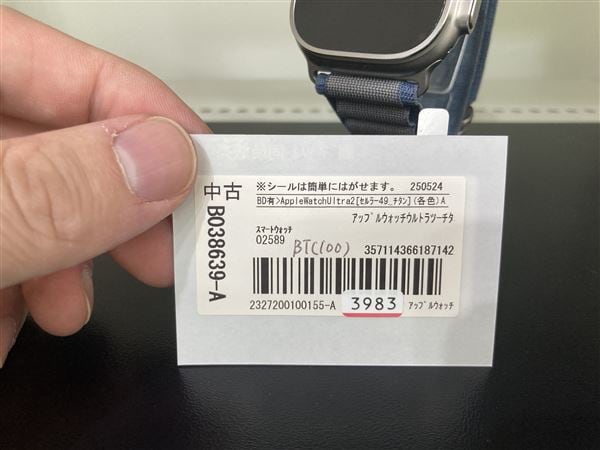 中古
B038639-A
※シールは簡単にはがせます。 250524
BD有>AppleWatchUltra2[ｾﾙﾗｰ49_ﾁﾀﾝ](各色)A
ｱｯﾌﾟﾙｳｫｯﾁｳﾙﾄﾗﾂｰﾁﾀ
ｽﾏｰﾄｳｫｯﾁ
02589
BT(100)
357114366187142
2327200100155-A
3983
ｱｯﾌﾟﾙｳｫｯﾁ